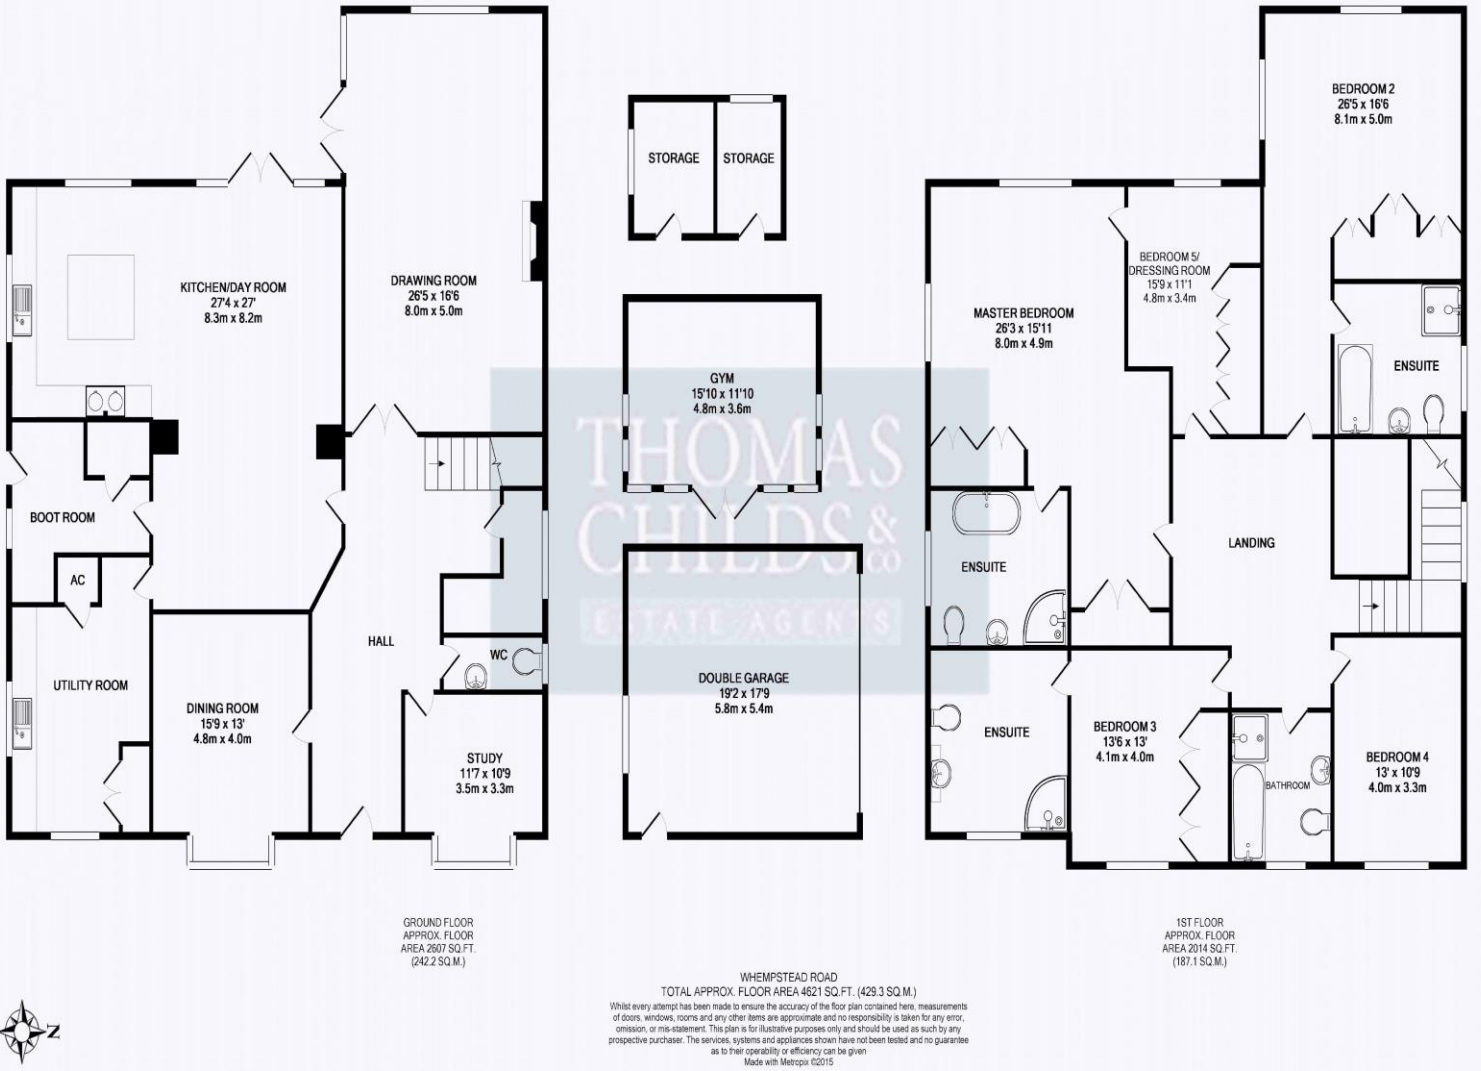 BEDROOM 2
26'5 x 16'6
8.1m x 5.0m
STORAGE
STORAGE
KITCHEN/DAY ROOM
27'4 x 27'
8.3m x 8.2m
DRAWING ROOM
26'5 x 16'6
8.0m x 5.0m
BEDROOM 5/
DRESSING ROOM
15'9 x 11'1
4.8m x 3.4m
MASTER BEDROOM
26'3 x 15'11
8.0m x 4.9m
ENSUITE
GYM
15'10 x 11'10
4.8m x 3.6m
THOMAS
CHILDS &
CO
ESTATE AGENTS
BOOT ROOM
LANDING
ENSUITE
AC
HALL
WC
UTILITY ROOM
DINING ROOM
15'9 x 13'
4.8m x 4.0m
DOUBLE GARAGE
19'2 x 17'9
5.8m x 5.4m
STUDY
11'7 x 10'9
3.5m x 3.3m
ENSUITE
BEDROOM 3
13'6 x 13'
4.1m x 4.0m
BATHROOM
BEDROOM 4
13' x 10'9
4.0m x 3.3m
GROUND FLOOR
APPROX. FLOOR
AREA 2607 SQ.FT.
(242.2 SQ.M.)
1ST FLOOR
APPROX. FLOOR
AREA 2014 SQ.FT.
(187.1 SQ.M.)
WHEMPSTEAD ROAD
TOTAL APPROX. FLOOR AREA 4621 SQ.FT. (429.3 SQ.M.)
Whilst every attempt has been made to ensure the accuracy of the floor plan contained here, measurements
of doors, windows, rooms and any other items are approximate and no responsibility is taken for any error,
omission, or mis-statement. This plan is for illustrative purposes only and should be used as such by any
prospective purchaser. The services, systems and appliances shown have not been tested and no guarantee
as to their operability or efficiency can be given
Made with Metropix ©2015
N